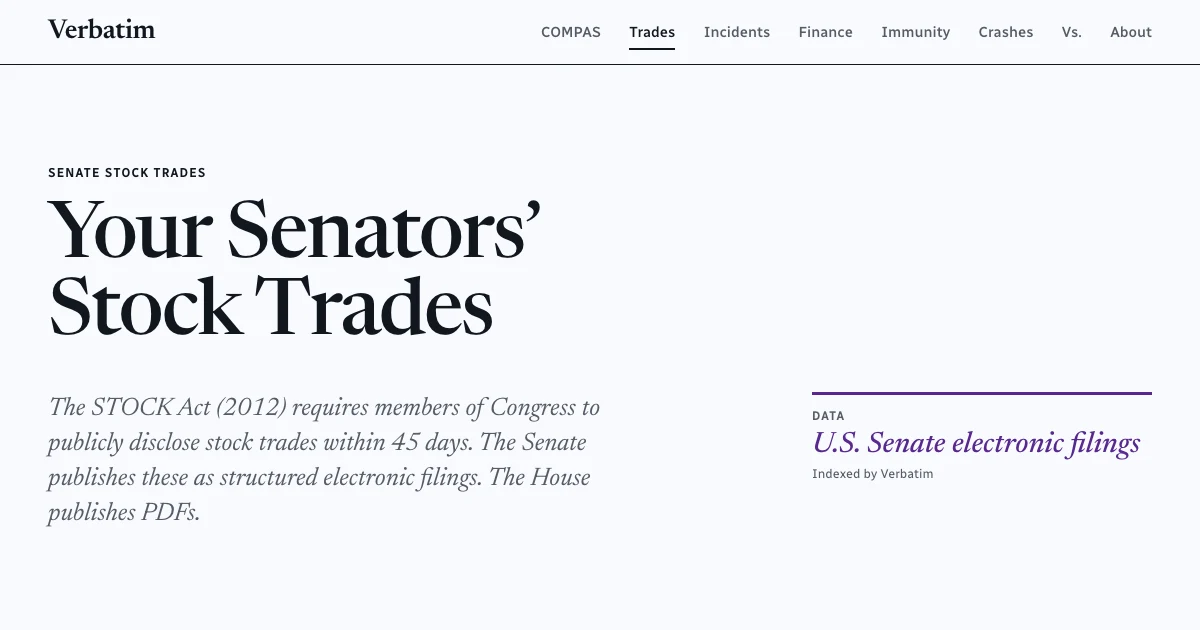 Verbatim
COMPAS Trades Incidents Finance Immunity Crashes Vs. About
SENATE STOCK TRADES
Your Senators’
Stock Trades
The STOCK Act (2012) requires members of Congress to
publicly disclose stock trades within 45 days. The Senate
publishes these as structured electronic filings. The House
publishes PDFs.
DATA
U.S. Senate electronic filings
Indexed by Verbatim